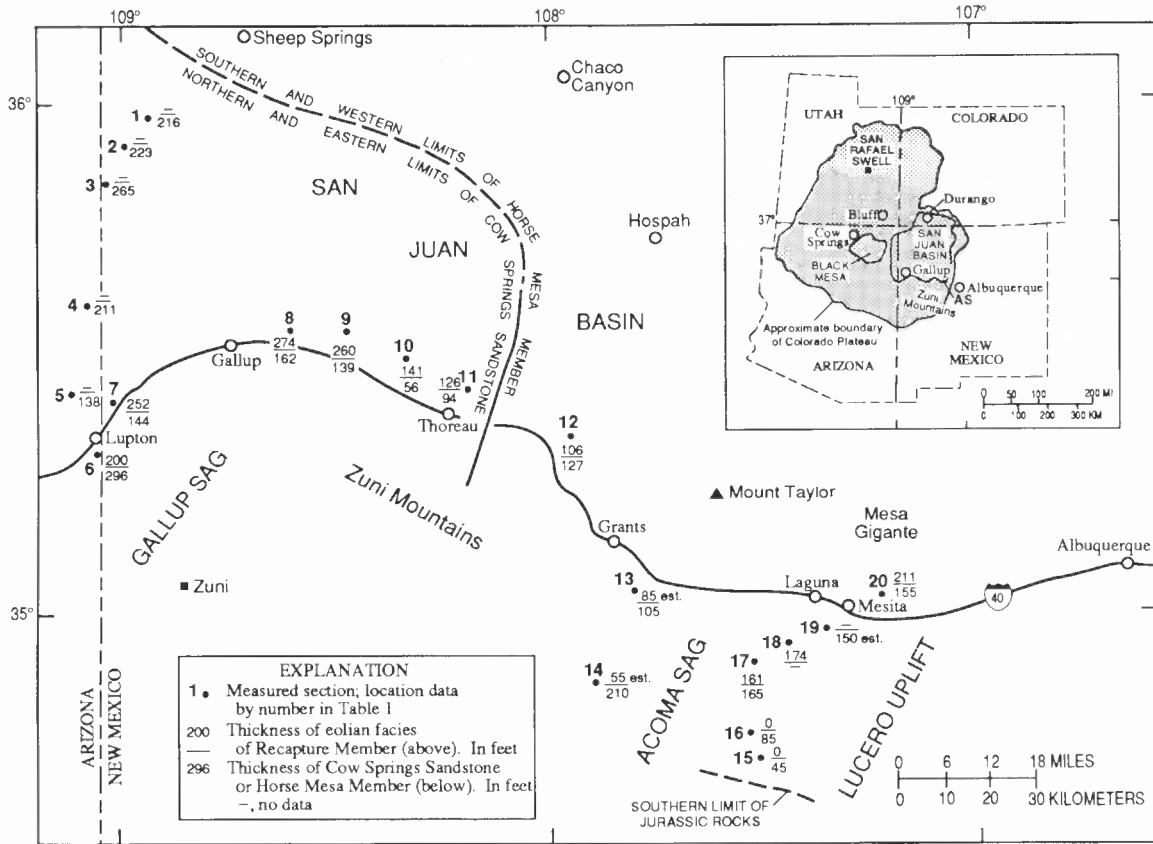 109°
108°
107°
36°
35°
Sheep Springs
Chaco
Canyon
SOUTHERN AND WESTERN LIMITS OF HORSE MESA MEMBER
NORTHERN AND EASTERN LIMITS OF COW SPRINGS SANDSTONE
1 –
216
2 –
223
3 –
265
SAN
JUAN
BASIN
Hospah
4 –
211
5 –
138
7
252
144
Lupton
6
200
296
Gallup
8
274
162
9
260
139
10
141
56
11
126
94
Thoreau
12
106
127
GALLUP SAG
Zuni Mountains
Zuni
Mount Taylor
Mesa
Gigante
Grants
Albuquerque
13
85 est.
105
Laguna
Mesita
20
211
155
40
19
–
150 est.
18
174
–
17
161
165
14
55 est.
210
16
0
85
15
0
45
ACOMA SAG
LUCERO UPLIFT
SOUTHERN LIMIT OF
JURASSIC ROCKS
ARIZONA
NEW MEXICO
EXPLANATION
1 • Measured section; location data
by number in Table 1
200 Thickness of eolian facies
of Recapture Member (above). In feet
296 Thickness of Cow Springs Sandstone
or Horse Mesa Member (below). In feet
–, no data
0 6 12 18 MILES
0 10 20 30 KILOMETERS
109°
UTAH
COLORADO
SAN
RAFAEL
SWELL
Durango
37°
Bluff
Cow
Springs
SAN
JUAN
BASIN
BLACK
MESA
Gallup
Albuquerque
AS
Zuni
Mountains
Approximate boundary
of Colorado Plateau
ARIZONA
NEW
MEXICO
0 50 100 200 MI
0 100 200 300 KM